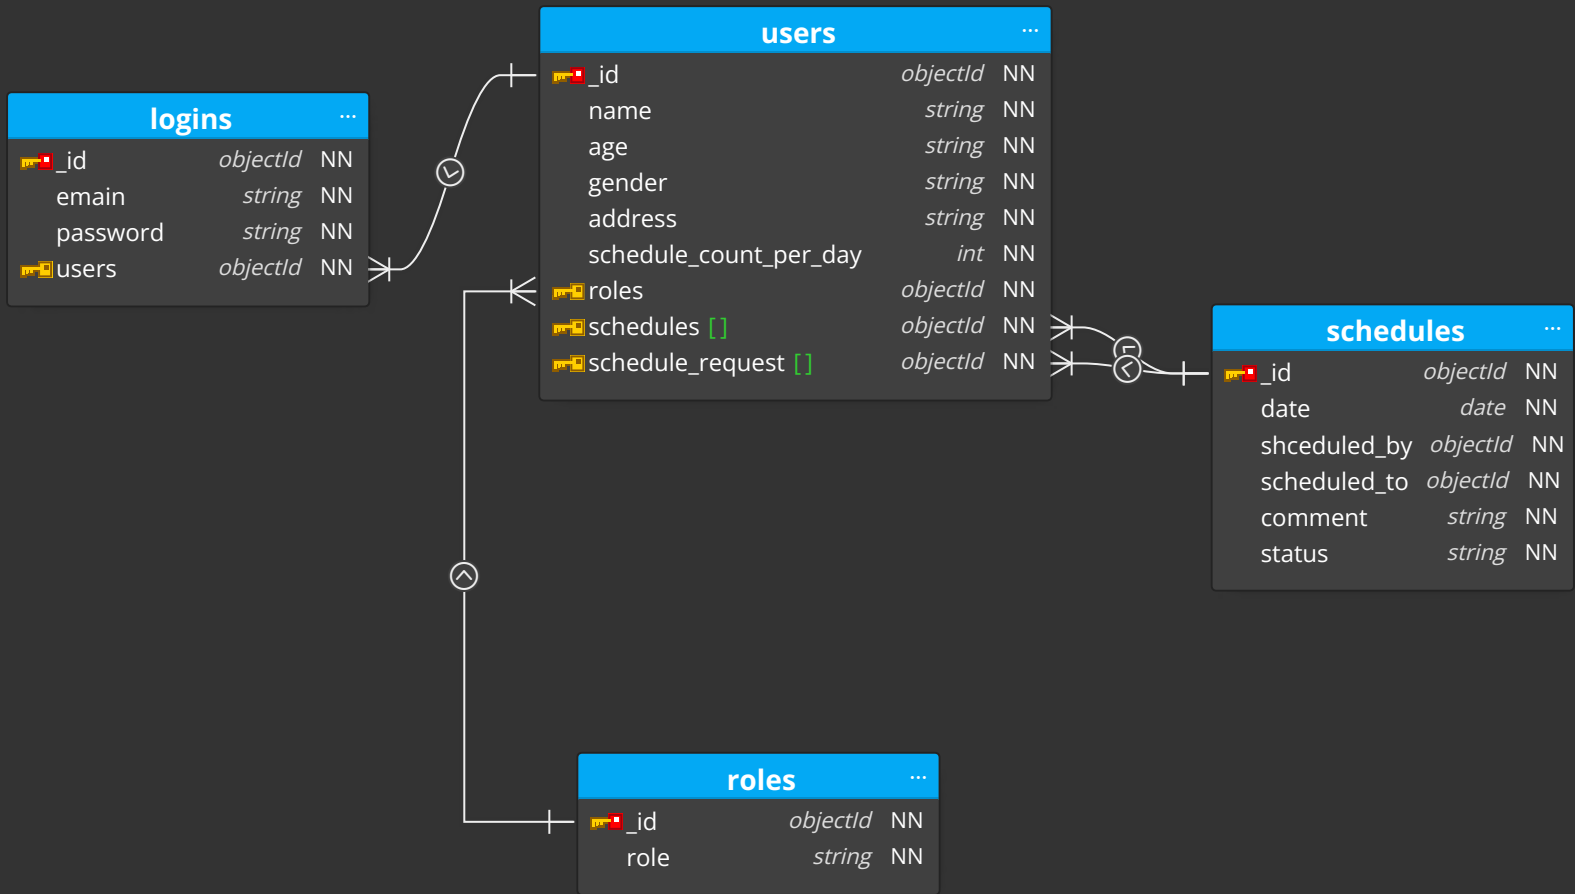 users ...
_id objectId NN
name string NN
age string NN
gender string NN
address string NN
schedule_count_per_day int NN
roles objectId NN
schedules [] objectId NN
schedule_request [] objectId NN
logins ...
_id objectId NN
emain string NN
password string NN
users objectId NN
schedules ...
_id objectId NN
date date NN
shceduled_by objectId NN
scheduled_to objectId NN
comment string NN
status string NN
roles ...
_id objectId NN
role string NN